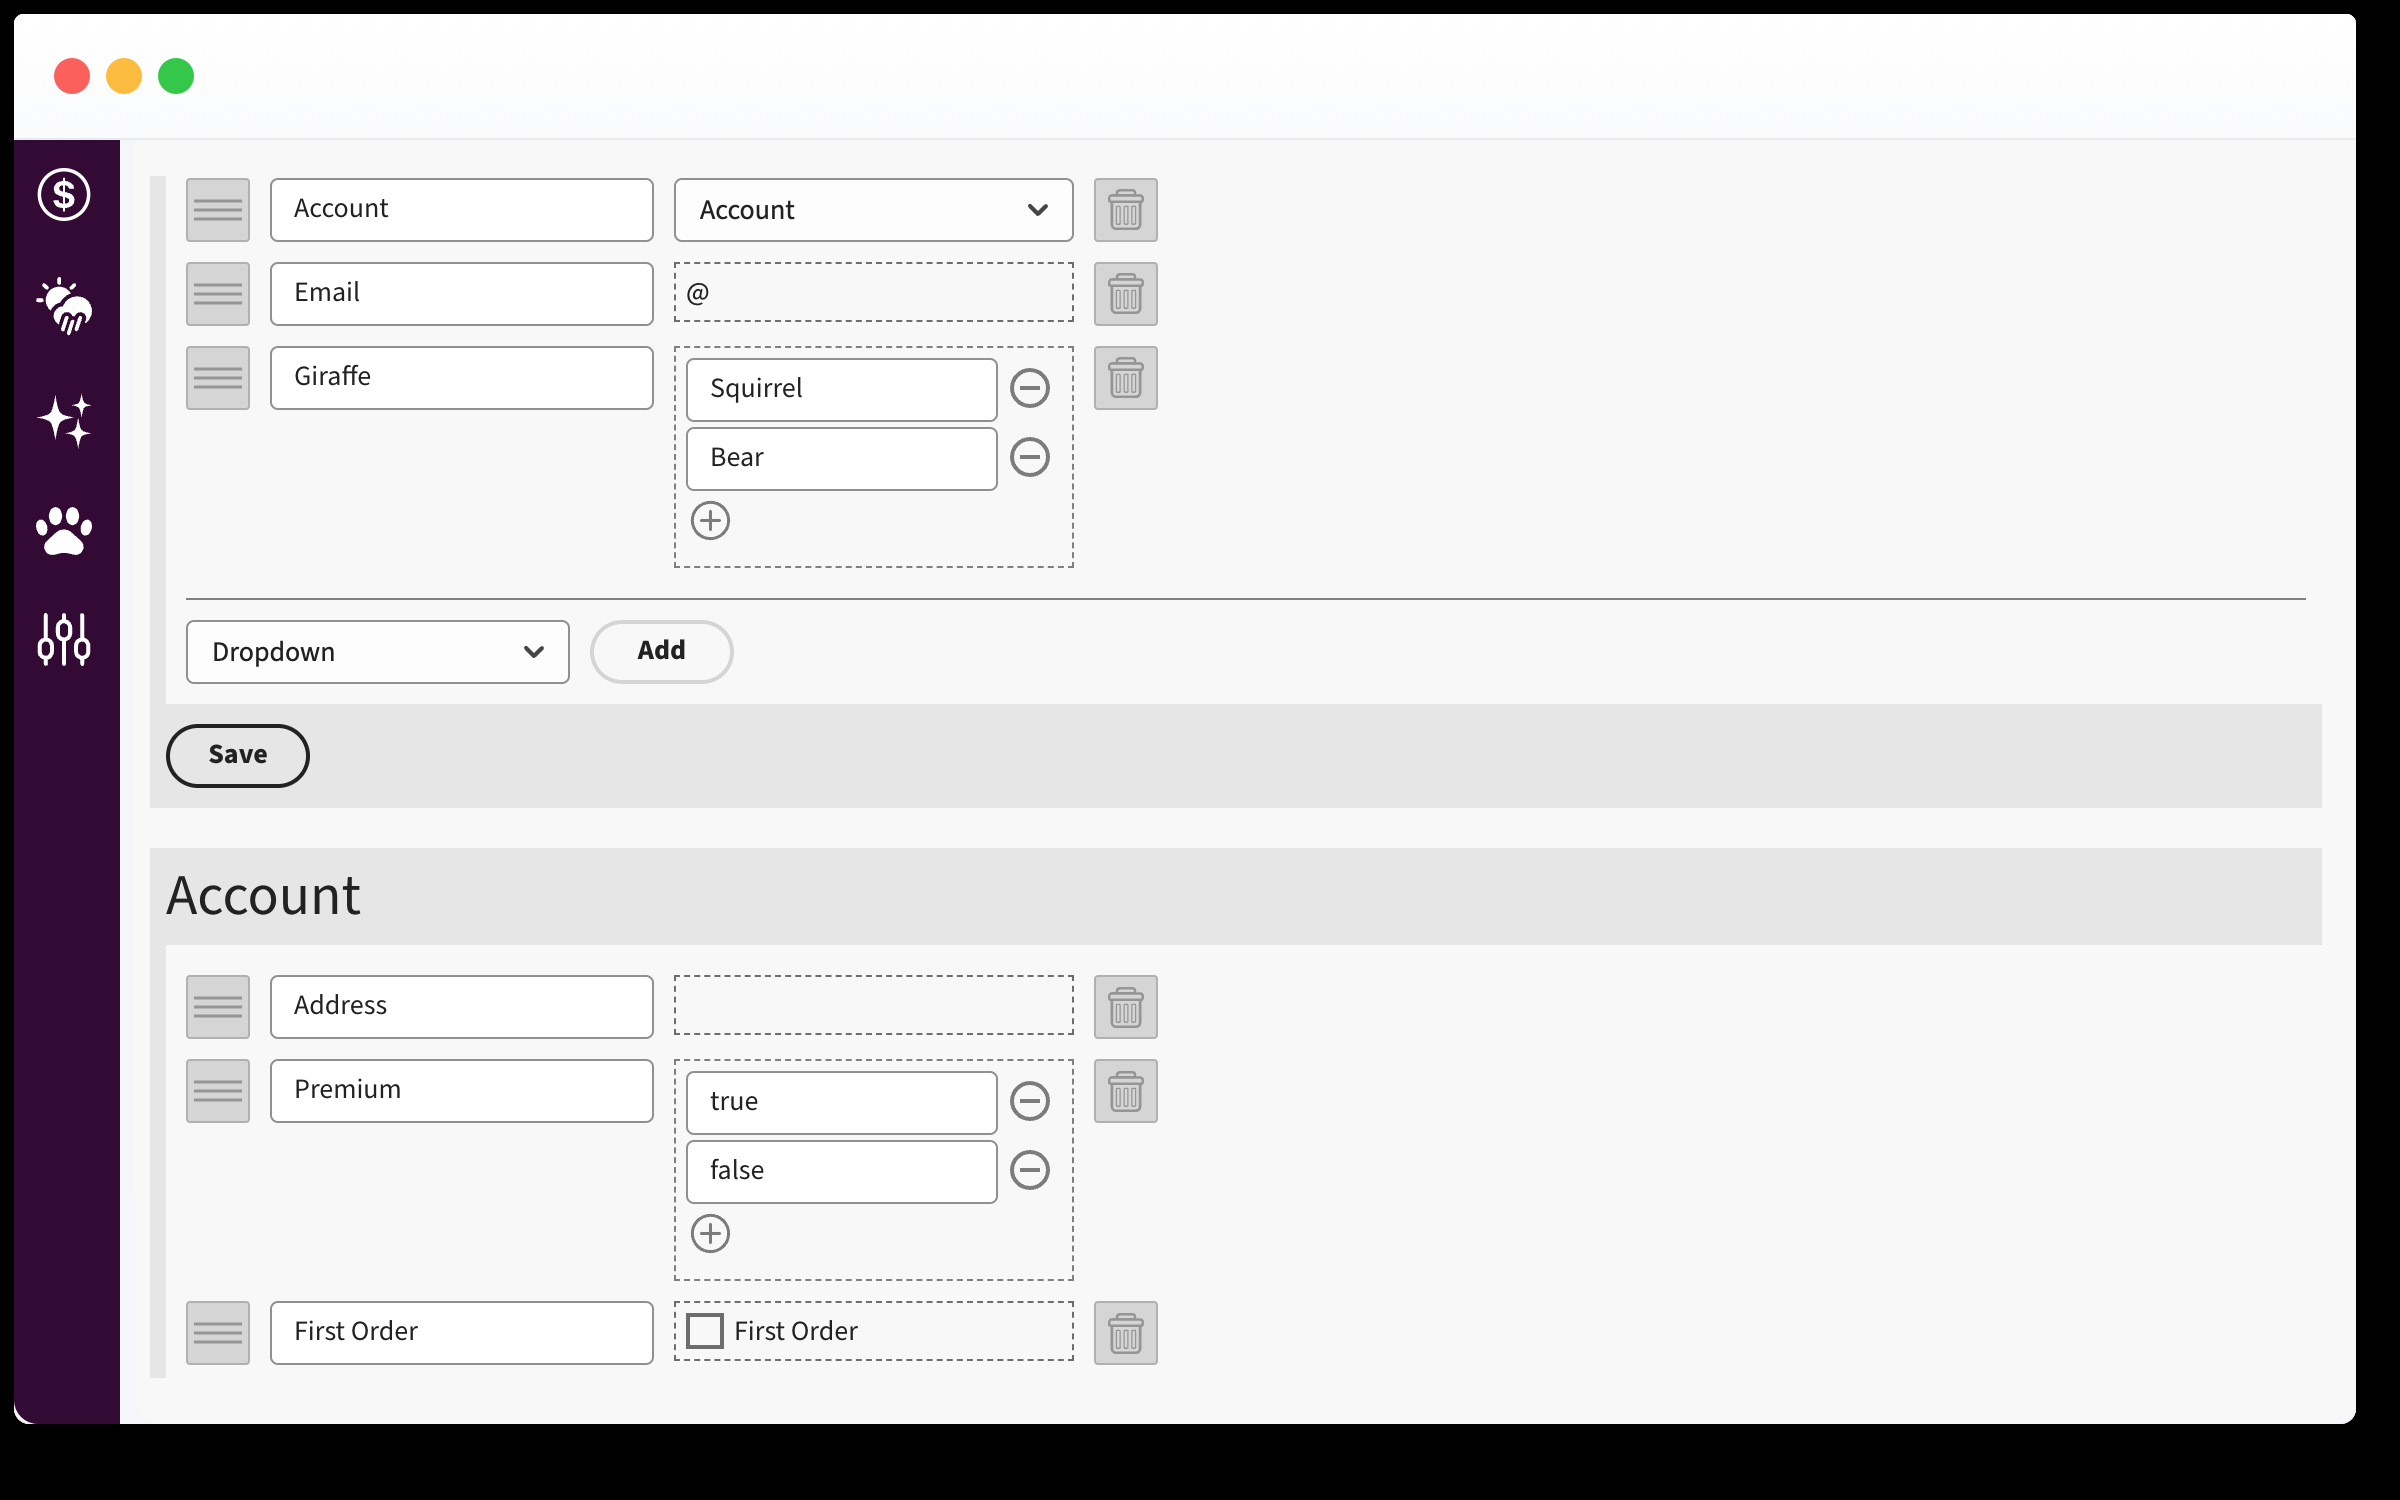 $
Account
Account
Email
@
Giraffe
Squirrel
Bear
Dropdown
Add
Save
Account
Address
Premium
true
false
First Order
First Order